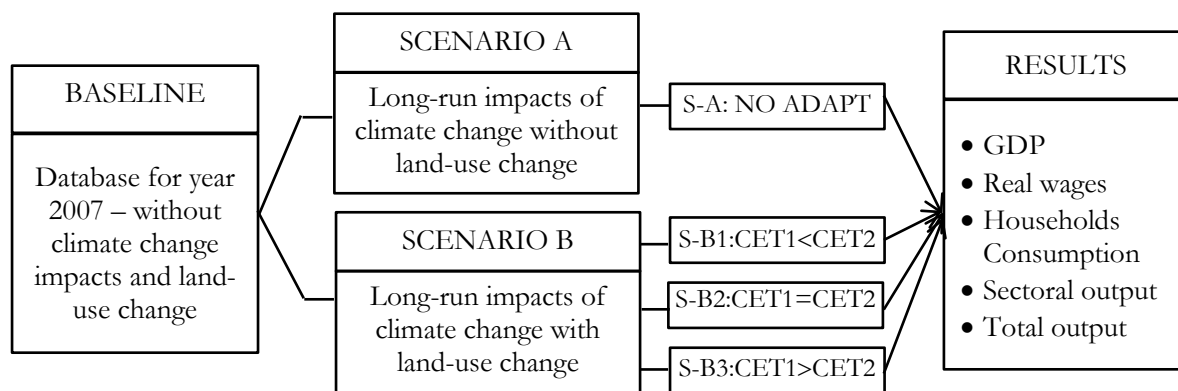 BASELINE
Database for year
2007 – without
climate change
impacts and land-
use change
SCENARIO A
Long-run impacts of
climate change without
land-use change
SCENARIO B
Long-run impacts of
climate change with
land-use change
S-A: NO ADAPT
S-B1:CET1<CET2
S-B2:CET1=CET2
S-B3:CET1>CET2
RESULTS
• GDP
• Real wages
• Households
Consumption
• Sectoral output
• Total output